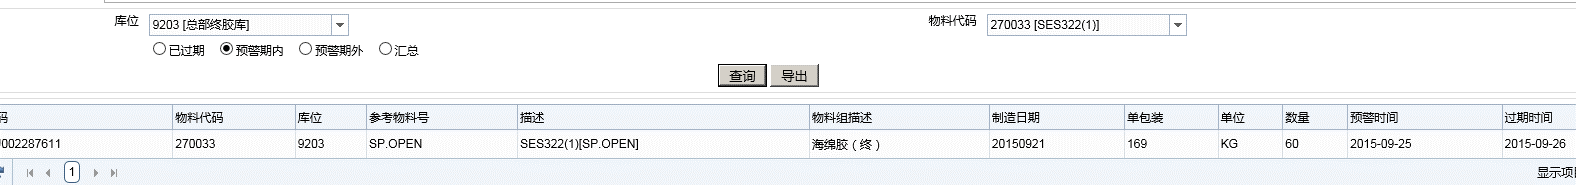 库位 9203 [总部终胶库] 物料代码 270033 [SES322(1)]
已过期 预警期内 预警期外 汇总
查询 导出
码 物料代码 库位 参考物料号 描述 物料组描述 制造日期 单包装 单位 数量 预警时间 过期时间
002287611 270033 9203 SP.OPEN SES322(1)[SP.OPEN] 海绵胶（终） 20150921 169 KG 60 2015-09-25 2015-09-26
1 显示项目